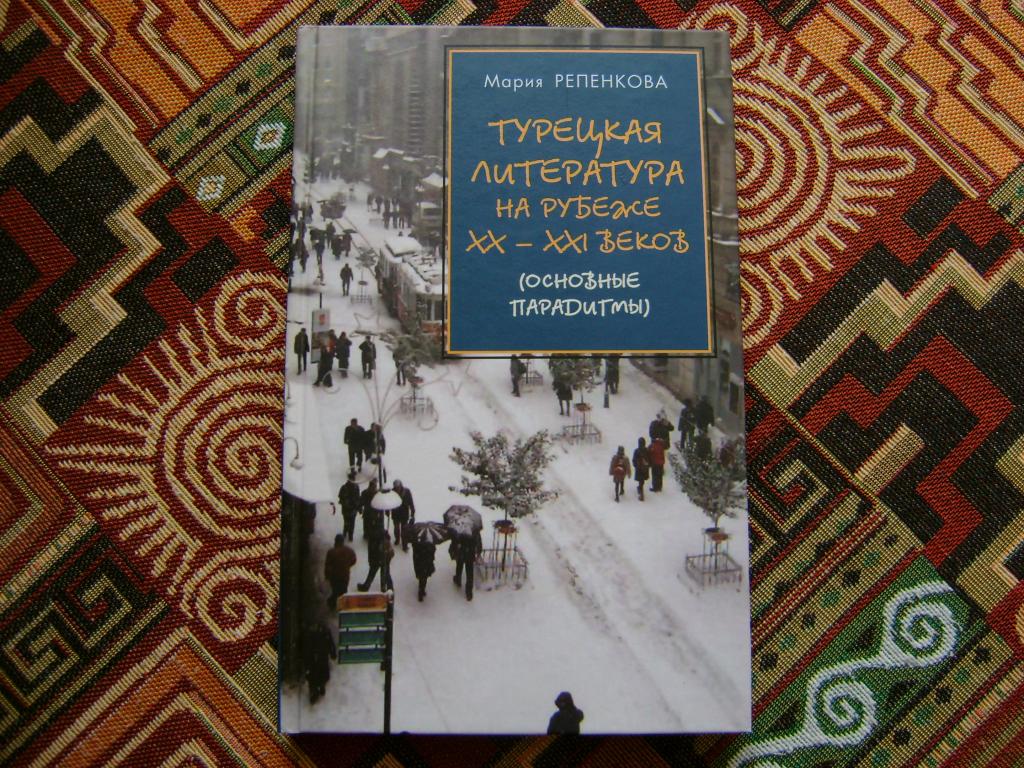 Мария РЕПЕНКОВА
ТУРЕЦКАЯ
ЛИТЕРАТУРА
НА РУБЕЖЕ
XX – XXI ВЕКОВ
(ОСНОВНЫЕ
ПАРАДИГМЫ)